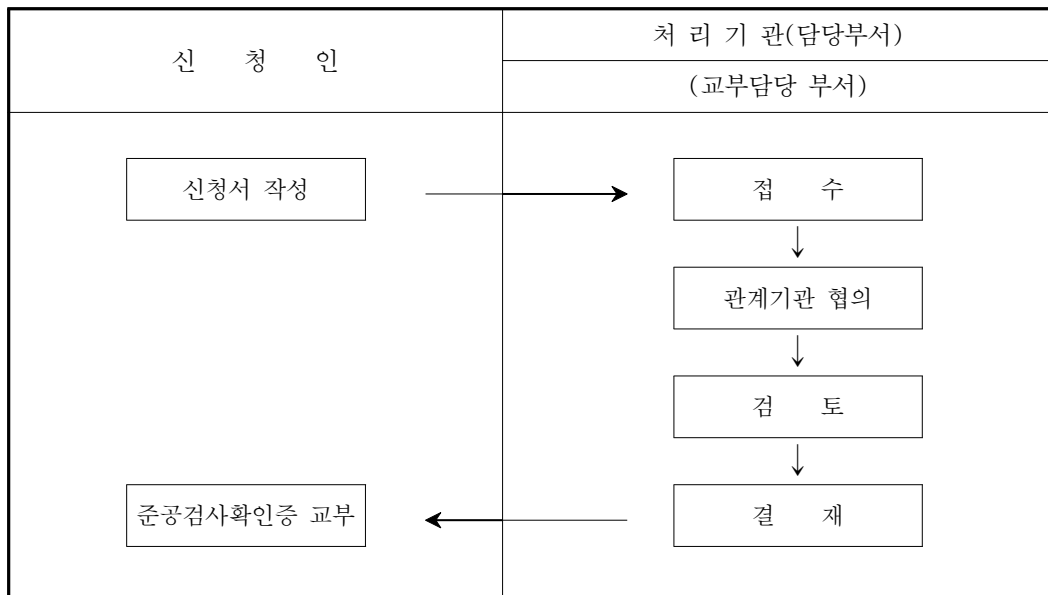 신 청 인
처 리 기 관(담당부서)
(교부담당 부서)
신청서 작성
접 수
관계기관 협의
검 토
준공검사확인증 교부
결 재